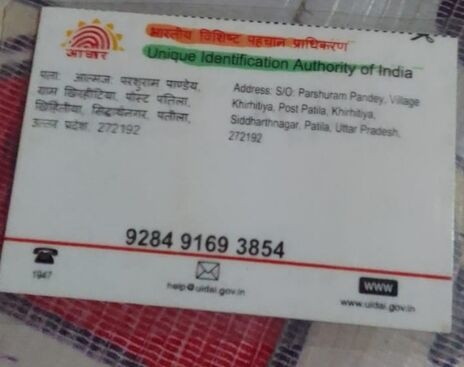 भारतीय विशिष्ट पहचान प्राधिकरण
आधार
Unique Identification Authority of India
पता: आत्मज: परशुराम पाण्डेय,
ग्राम खिरहीटिया, पोस्ट पतिला,
खिर्हितीया, सिद्धार्थनगर, पतीला,
उत्तर प्रदेश, 272192
Address: S/O: Parshuram Pandey, Village
Khirhitiya, Post Patila, Khirhitiya,
Siddharthnagar, Patila, Uttar Pradesh,
272192
9284 9169 3854
1947
help@uidai.gov.in
www
www.uidai.gov.in